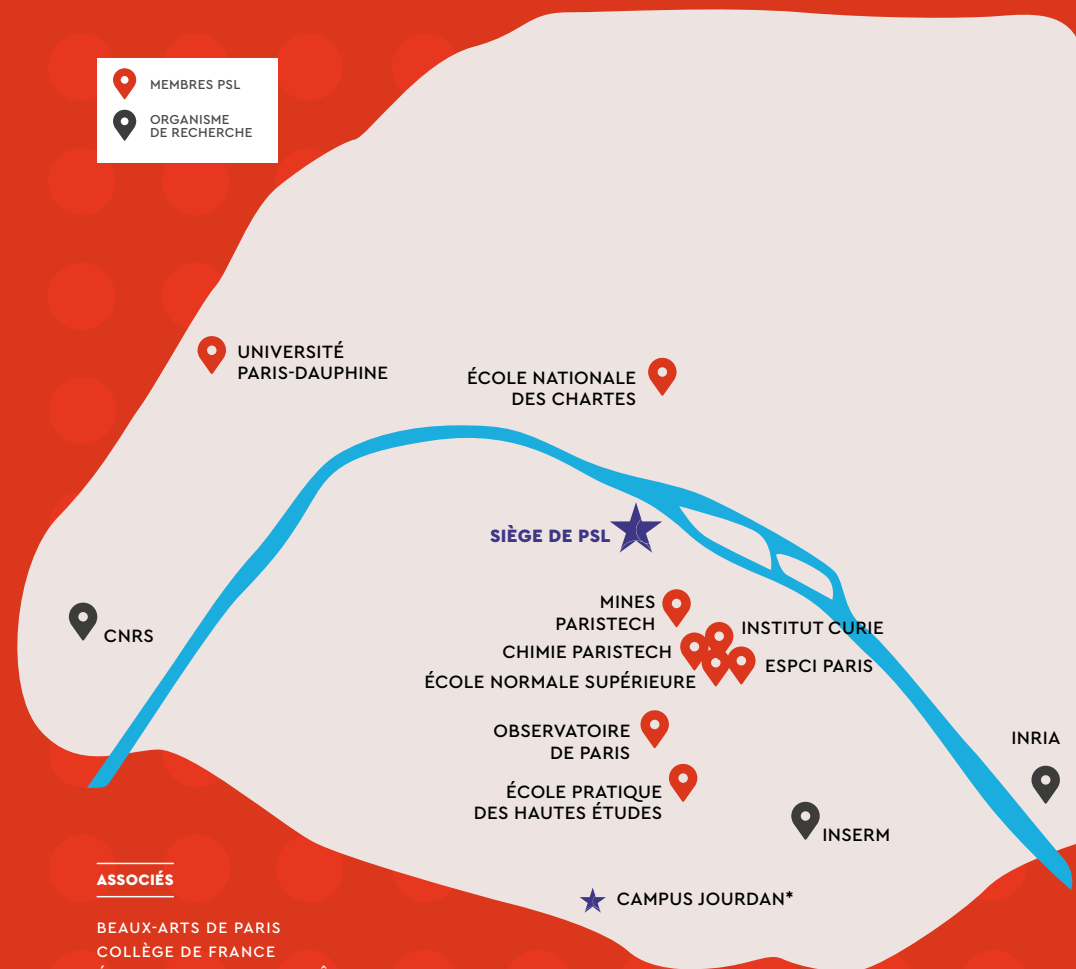 MEMBRES PSL
ORGANISME
DE RECHERCHE
UNIVERSITÉ
PARIS-DAUPHINE
ÉCOLE NATIONALE
DES CHARTES
SIÈGE DE PSL
MINES
PARISTECH
INSTITUT CURIE
CNRS
CHIMIE PARISTECH
ESPCI PARIS
ÉCOLE NORMALE SUPÉRIEURE
OBSERVATOIRE
DE PARIS
INRIA
ÉCOLE PRATIQUE
DES HAUTES ÉTUDES
INSERM
CAMPUS JOURDAN*
ASSOCIÉS
BEAUX-ARTS DE PARIS
COLLÈGE DE FRANCE